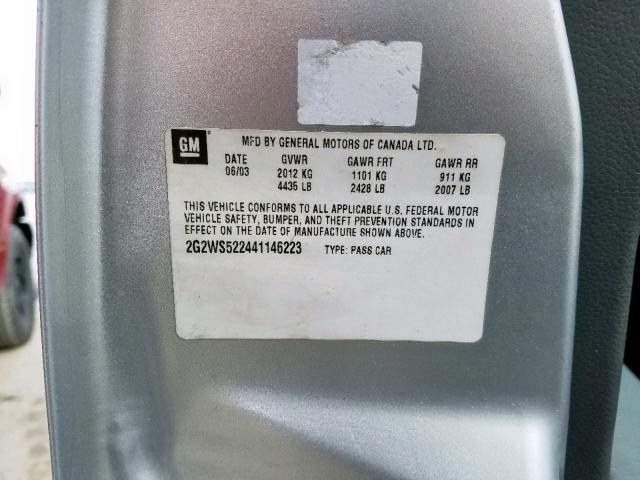 GM MFD BY GENERAL MOTORS OF CANADA LTD.
DATE GVWR GAWR FRT GAWR RR
06/03 2012 KG 1101 KG 911 KG
4435 LB 2428 LB 2007 LB
THIS VEHICLE CONFORMS TO ALL APPLICABLE U.S. FEDERAL MOTOR
VEHICLE SAFETY, BUMPER, AND THEFT PREVENTION STANDARDS IN
EFFECT ON THE DATE OF MANUFACTURE SHOWN ABOVE.
2G2WS522441146223 TYPE: PASS CAR